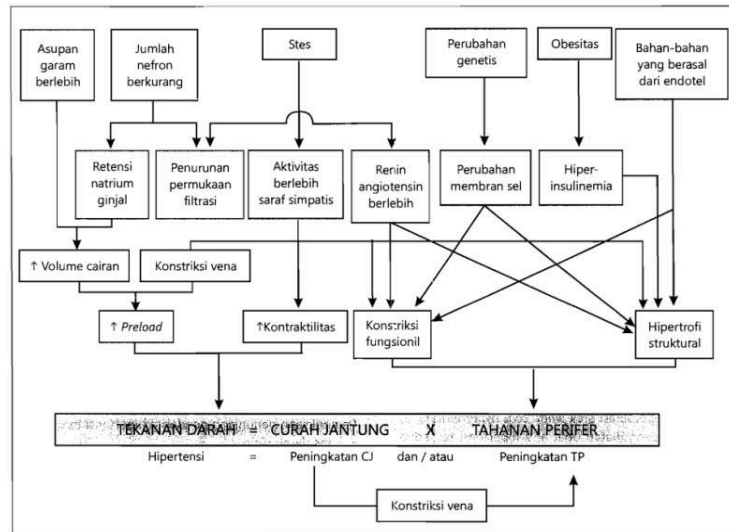 Asupan
garam
berlebih
Jumlah
nefron
berkurang
Stes
Perubahan
genetis
Obesitas
Bahan-bahan
yang berasal
dari endotel
Retensi
natrium
ginjal
Penurunan
permukaan
filtrasi
Aktivitas
berlebih
saraf simpatis
Renin
angiotensin
berlebih
Perubahan
membran sel
Hiper-
insulinemia
↑ Volume cairan
Konstriksi vena
↑ Preload
↑Kontraktilitas
Konstriksi
fungsionil
Hipertrofi
struktural
TEKANAN DARAH = CURAH JANTUNG X TAHANAN PERIFER
Hipertensi = Peningkatan CJ dan / atau Peningkatan TP
Konstriksi vena